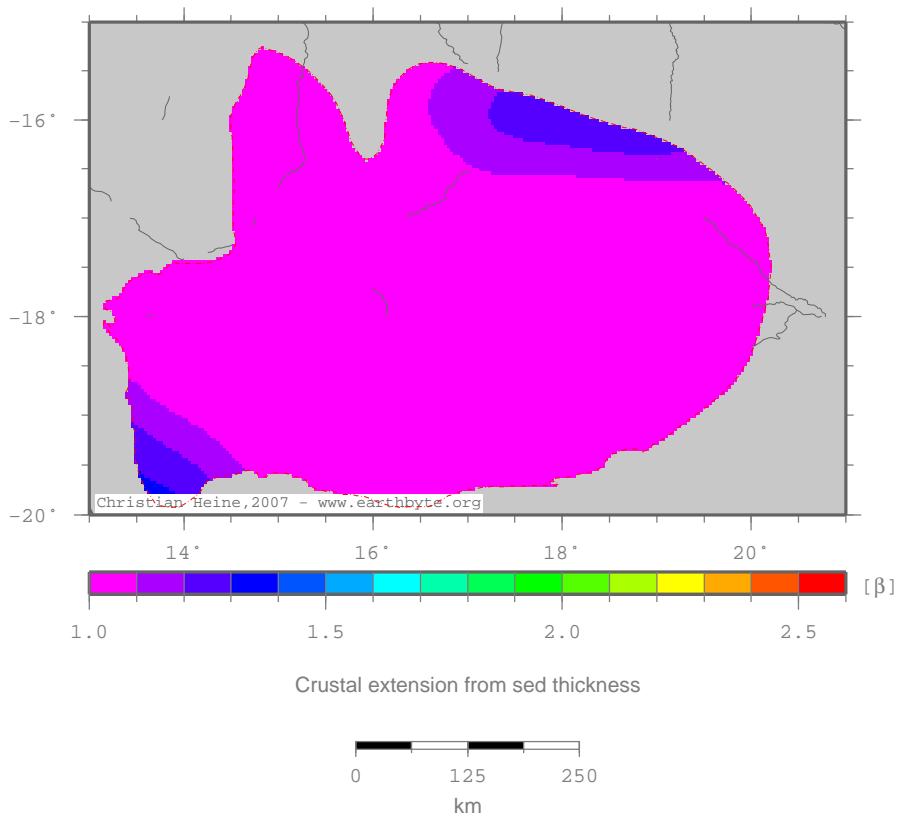 −16°
−18°
−20°
Christian Heine,2007 − www.earthbyte.org
14° 16° 18° 20°
[β]
1.0 1.5 2.0 2.5
Crustal extension from sed thickness
0 125 250
km